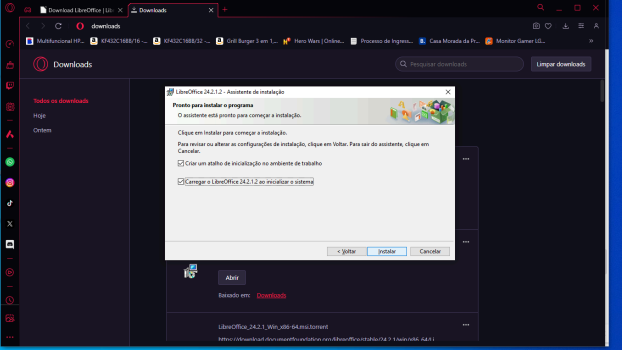 Download LibreOffice | Lib
Downloads
downloads
Multifuncional HP...
KF432C16BB/16 -...
KF432C16BB/32 -...
Grill Burger 3 em 1,...
Hero Wars | Online...
Processo de Ingres...
Casa Morada da Pr...
Monitor Gamer LG...
Downloads
Pesquisar downloads
Limpar downloads
Todos os downloads
Hoje
Ontem
LibreOffice 24.2.1.2 - Assistente de instalação
Pronto para instalar o programa
O assistente está pronto para começar a instalação.
Clique em Instalar para começar a instalação.
Para revisar ou alterar as configurações de instalação, clique em Voltar. Para sair do assistente, clique em
Cancelar.
Criar um atalho de inicialização no ambiente de trabalho
Carregar o LibreOffice 24.2.1.2 ao inicializar o sistema
< Voltar
Instalar
Cancelar
Abrir
Baixado em: Downloads
LibreOffice_24.2.1_Win_x86-64.msi.torrent
https://download.documentfoundation.org/libreoffice/stable/24.2.1/win/x86_64/Li